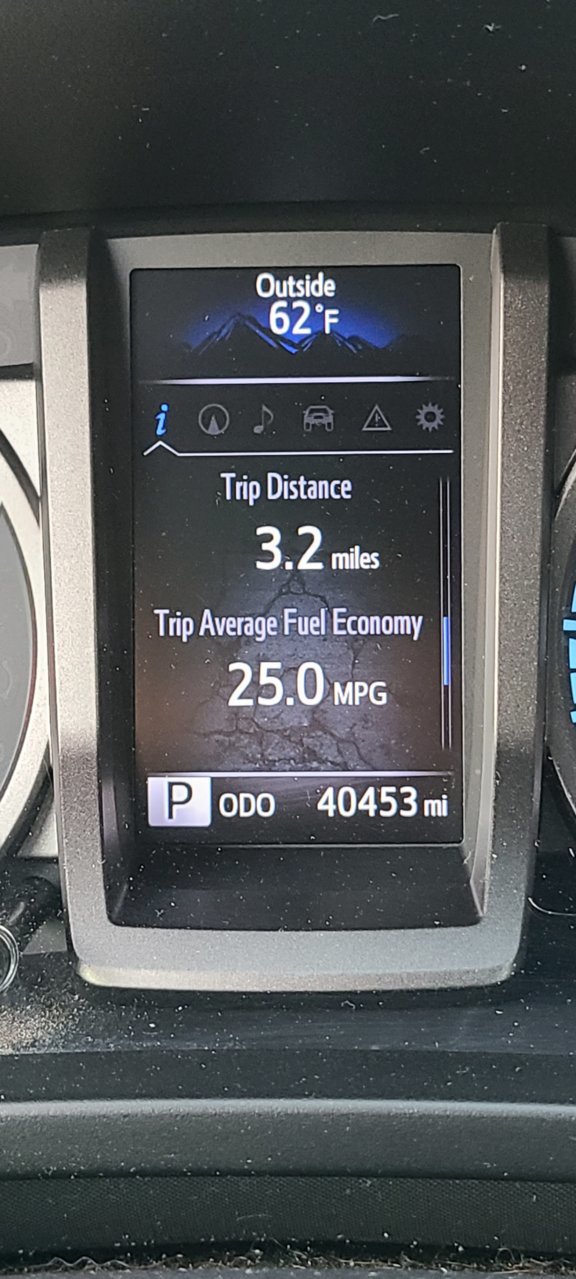 Outside
62°F
i
Trip Distance
3.2 miles
Trip Average Fuel Economy
25.0 MPG
P ODO 40453 mi